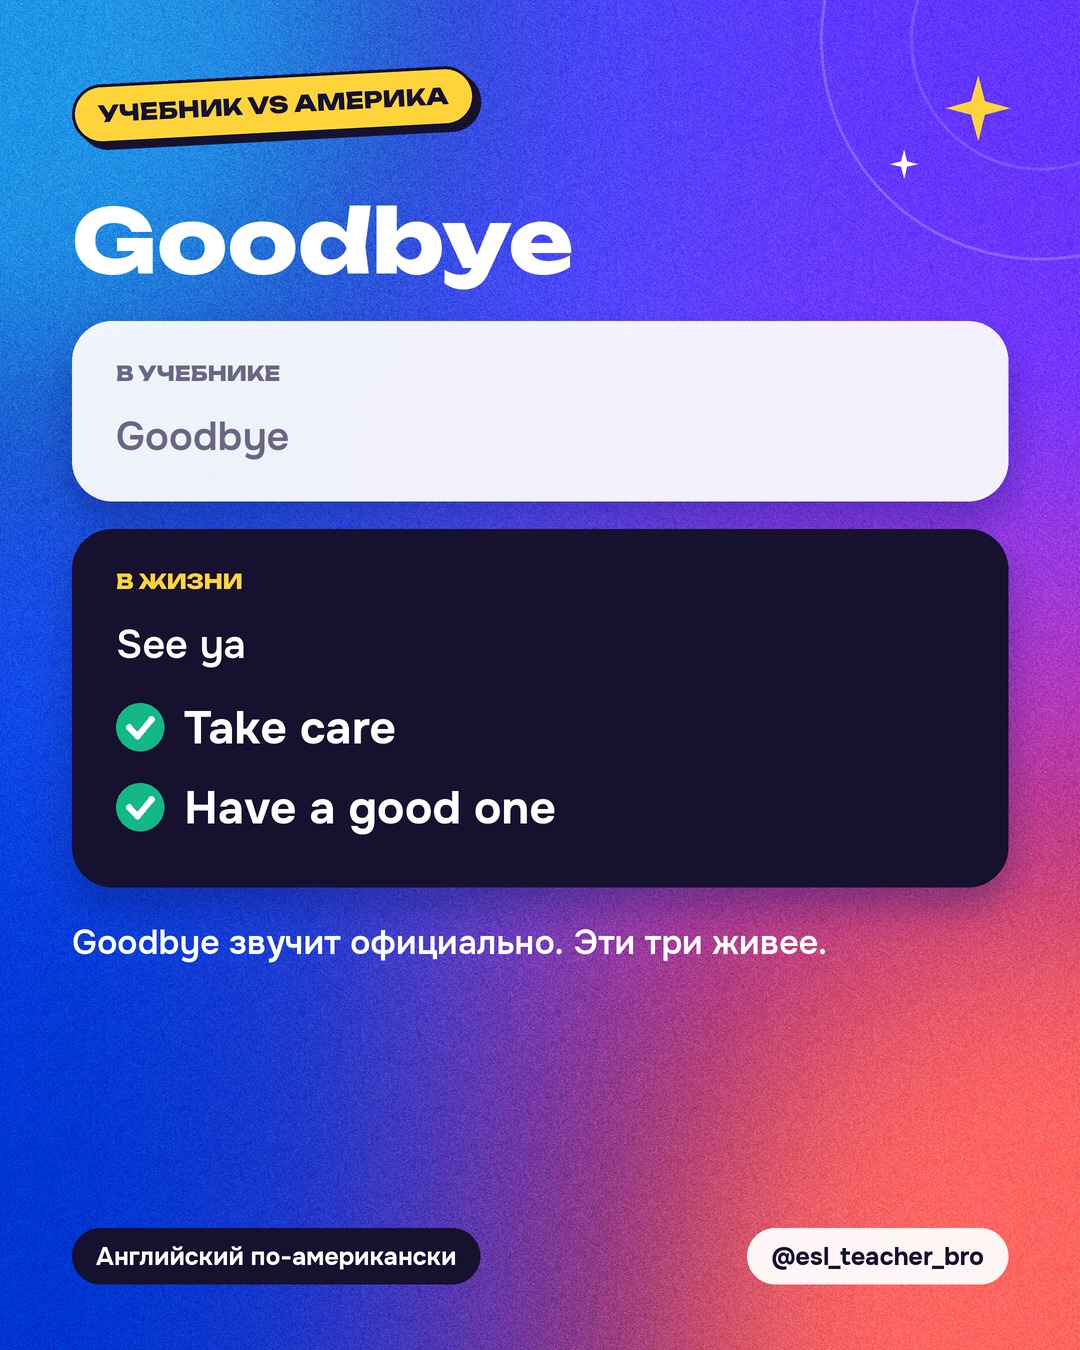 УЧЕБНИК VS АМЕРИКА
Goodbye
В УЧЕБНИКЕ
Goodbye
В ЖИЗНИ
See ya
Take care
Have a good one
Goodbye звучит официально. Эти три живее.
Английский по-американски
@esl_teacher_bro